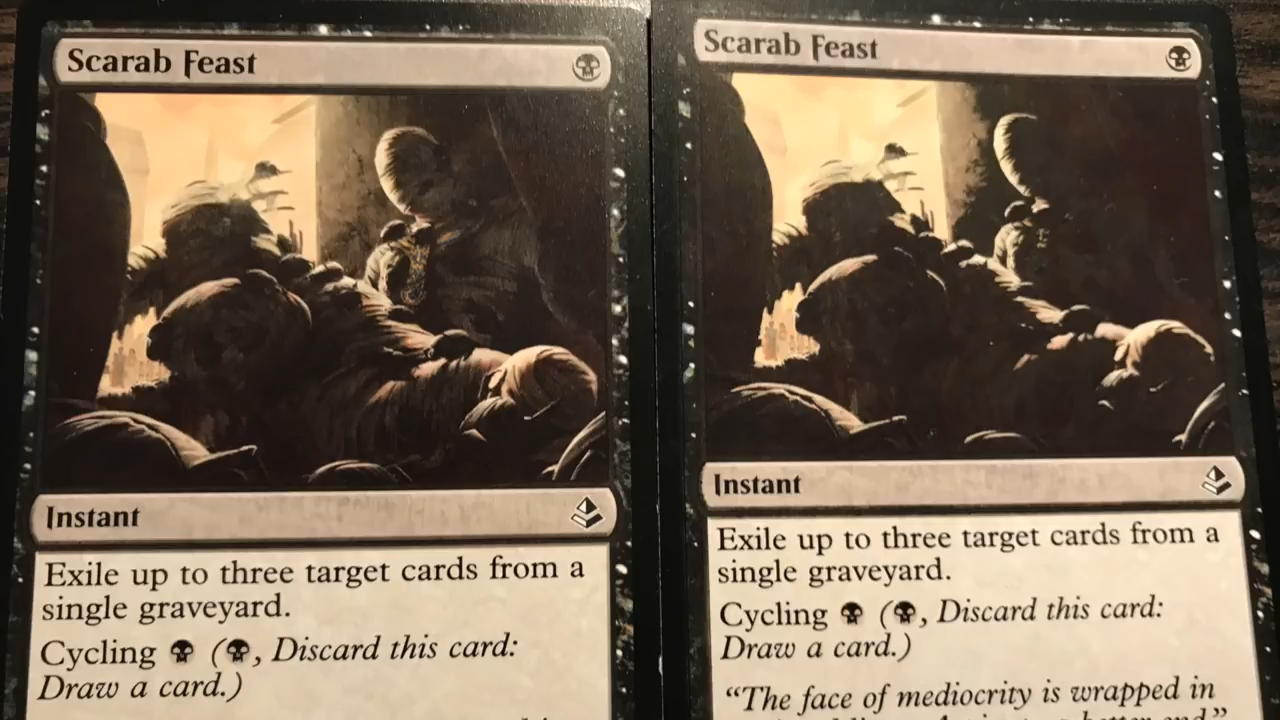 Scarab Feast
Instant
Exile up to three target cards from a
single graveyard.
Cycling (, Discard this card:
Draw a card.)
Scarab Feast
Instant
Exile up to three target cards from a
single graveyard.
Cycling (, Discard this card:
Draw a card.)
“The face of mediocrity is wrapped in